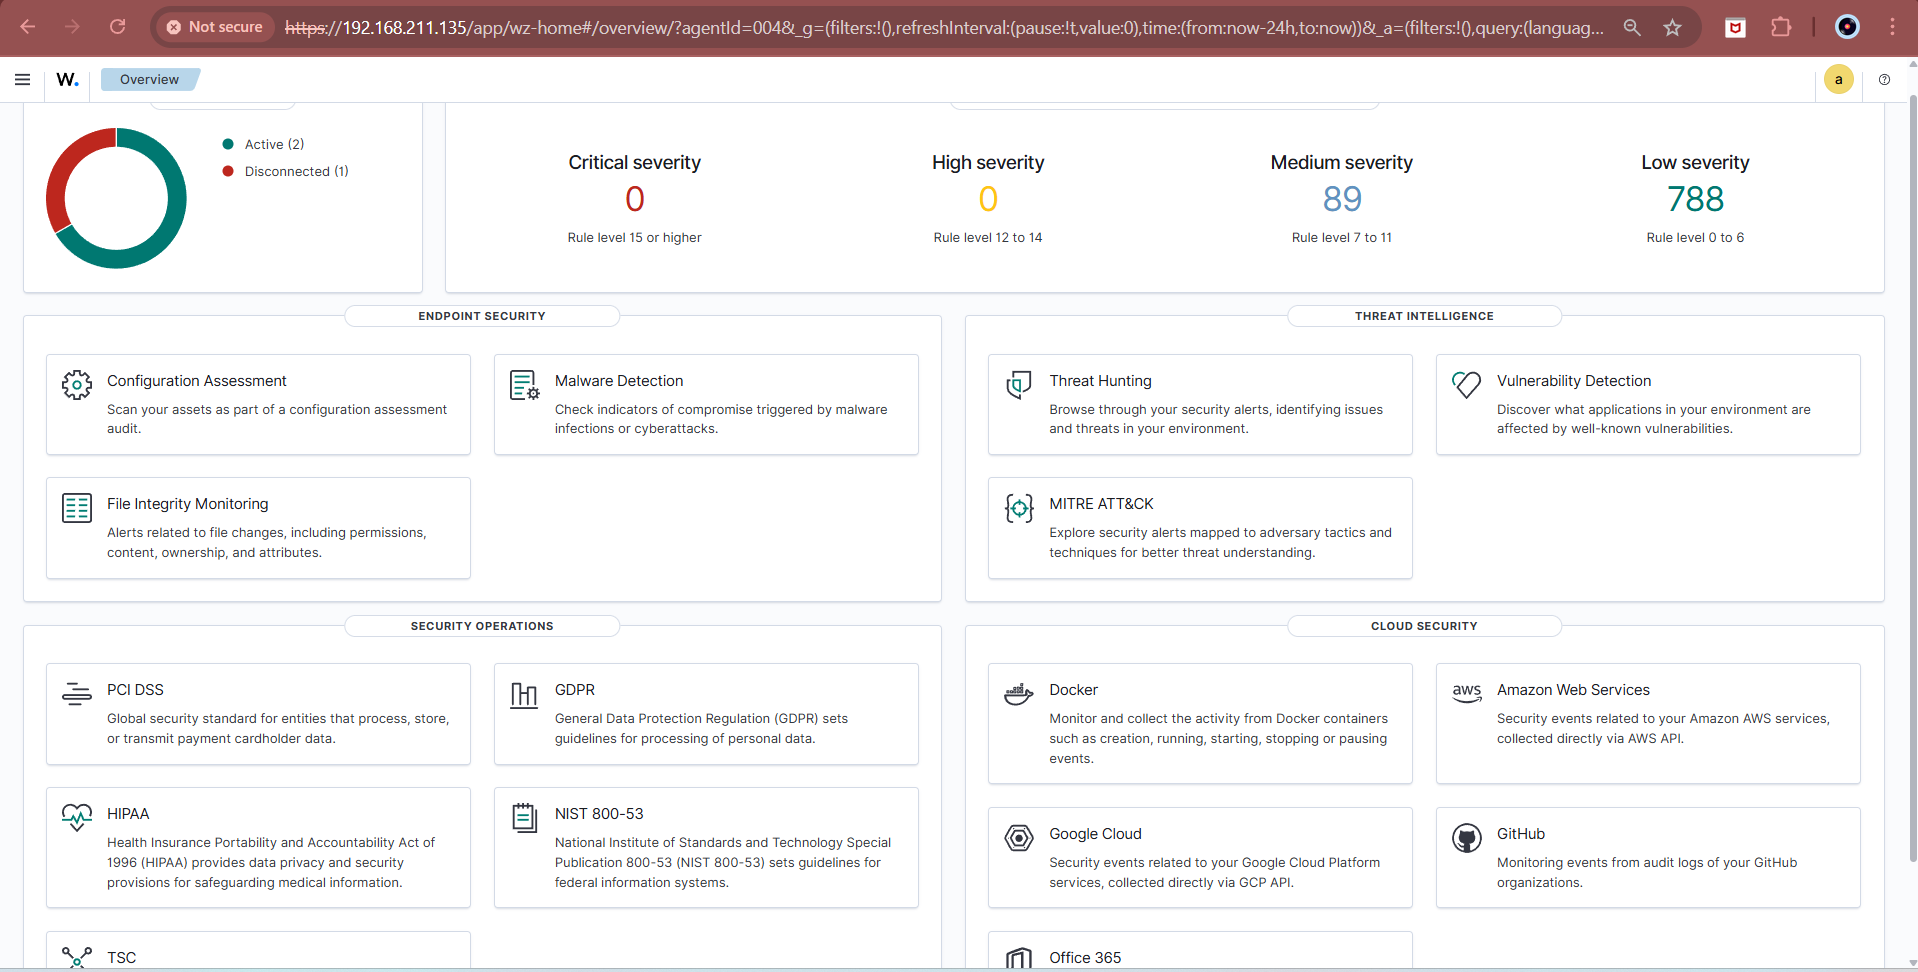 Not secure
https://192.168.211.135/app/wz-home#/overview/?agentId=004&_g=(filters:!(),refreshInterval:(pause:!t,value:0),time:(from:now-24h,to:now))&_a=(filters:!(),query:(languag...
W.
Overview
a
Active (2)
Disconnected (1)
Critical severity
0
Rule level 15 or higher
High severity
0
Rule level 12 to 14
Medium severity
89
Rule level 7 to 11
Low severity
788
Rule level 0 to 6
ENDPOINT SECURITY
Configuration Assessment
Scan your assets as part of a configuration assessment
audit.
Malware Detection
Check indicators of compromise triggered by malware
infections or cyberattacks.
File Integrity Monitoring
Alerts related to file changes, including permissions,
content, ownership, and attributes.
THREAT INTELLIGENCE
Threat Hunting
Browse through your security alerts, identifying issues
and threats in your environment.
Vulnerability Detection
Discover what applications in your environment are
affected by well-known vulnerabilities.
MITRE ATT&CK
Explore security alerts mapped to adversary tactics and
techniques for better threat understanding.
SECURITY OPERATIONS
PCI DSS
Global security standard for entities that process, store,
or transmit payment cardholder data.
GDPR
General Data Protection Regulation (GDPR) sets
guidelines for processing of personal data.
HIPAA
Health Insurance Portability and Accountability Act of
1996 (HIPAA) provides data privacy and security
provisions for safeguarding medical information.
NIST 800-53
National Institute of Standards and Technology Special
Publication 800-53 (NIST 800-53) sets guidelines for
federal information systems.
TSC
CLOUD SECURITY
Docker
Monitor and collect the activity from Docker containers
such as creation, running, starting, stopping or pausing
events.
aws
Amazon Web Services
Security events related to your Amazon AWS services,
collected directly via AWS API.
Google Cloud
Security events related to your Google Cloud Platform
services, collected directly via GCP API.
GitHub
Monitoring events from audit logs of your GitHub
organizations.
Office 365